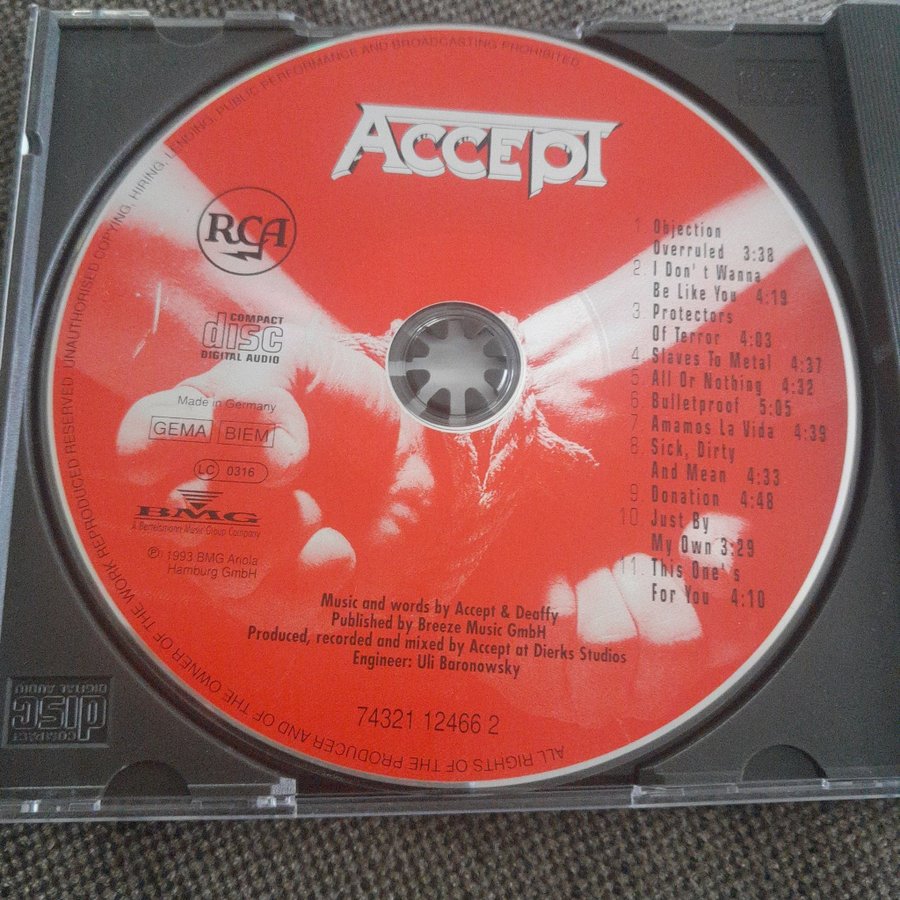 ALL RIGHTS OF THE PRODUCER AND OF THE OWNER OF THE WORK REPRODUCED RESERVED. UNAUTHORISED COPYING, HIRING, LENDING, PUBLIC PERFORMANCE AND BROADCASTING PROHIBITED
ACCEPT
RCA
COMPACT
disc
DIGITAL AUDIO
Made in Germany
GEMA BIEM
LC 0316
BMG
A Bertelsmann Music Group Company
℗ 1993 BMG Ariola
Hamburg GmbH
1. Objection
Overruled 3:38
2. I Don't Wanna
Be Like You 4:19
3. Protectors
Of Terror 4:03
4. Slaves To Metal 4:37
5. All Or Nothing 4:32
6. Bulletproof 5:05
7. Amamos La Vida 4:39
8. Sick, Dirty
And Mean 4:33
9. Donation 4:48
10. Just By
My Own 3:29
11. This One's
For You 4:10
Music and words by Accept & Deaffy
Published by Breeze Music GmbH
Produced, recorded and mixed by Accept at Dierks Studios
Engineer: Uli Baronowsky
74321 12466 2
COMPACT
disc
DIGITAL AUDIO